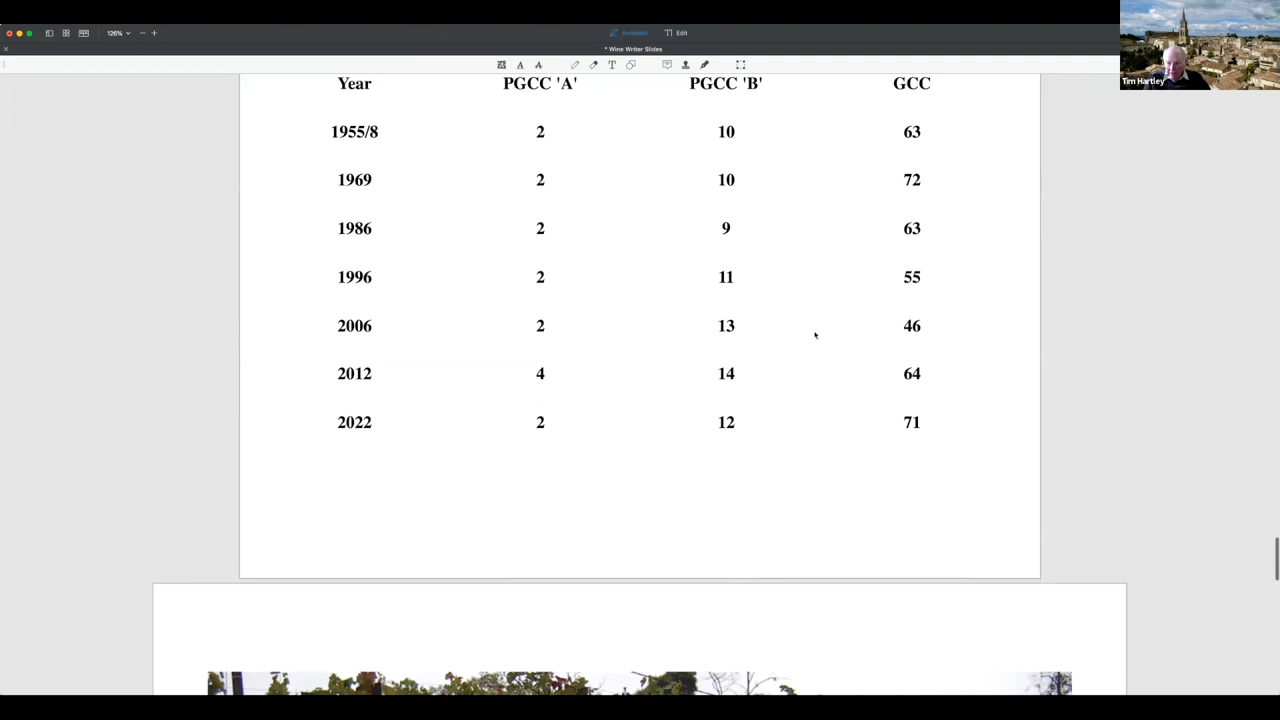 126%
Annotate
Edit
* Wine Writer Slides
Tim Hartley
Year PGCC 'A' PGCC 'B' GCC
1955/8 2 10 63
1969 2 10 72
1986 2 9 63
1996 2 11 55
2006 2 13 46
2012 4 14 64
2022 2 12 71